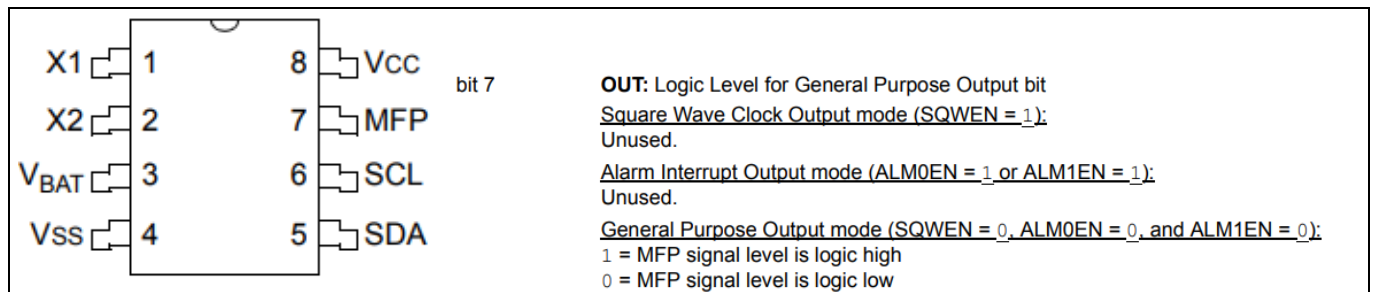 X1 1 8 VCC
X2 2 7 MFP
VBAT 3 6 SCL
VSS 4 5 SDA
bit 7 OUT: Logic Level for General Purpose Output bit
Square Wave Clock Output mode (SQWEN = 1):
Unused.
Alarm Interrupt Output mode (ALM0EN = 1 or ALM1EN = 1):
Unused.
General Purpose Output mode (SQWEN = 0, ALM0EN = 0, and ALM1EN = 0):
1 = MFP signal level is logic high
0 = MFP signal level is logic low